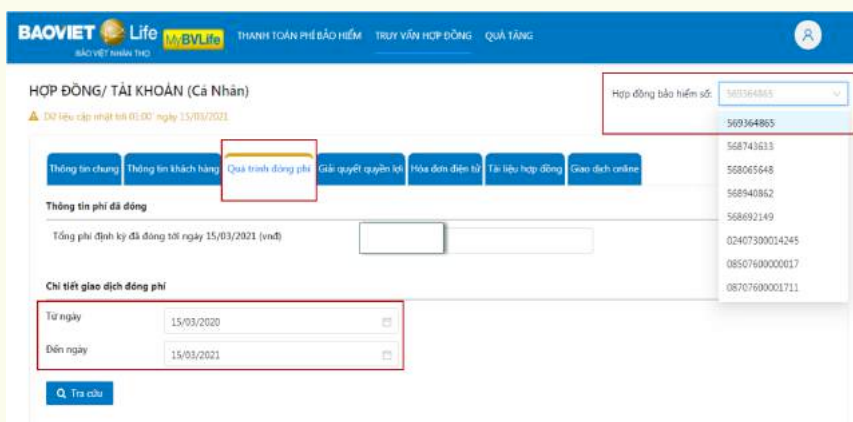 BAOVIET Life MyBVLife THANH TOÁN PHÍ BẢO HIỂM TRUY VẤN HỢP ĐỒNG QUÀ TẶNG
BẢO VIỆT NHÂN THỌ
HỢP ĐỒNG/ TÀI KHOẢN (Cá Nhân)
Hợp đồng bảo hiểm số: 569364865
Dữ liệu cập nhật tới 01:00 ngày 15/03/2021
569364865
568743633
568065648
568940862
568692149
02407300014245
08507600000017
08707600001711
Thông tin chung Thông tin khách hàng Quá trình đóng phí Giải quyết quyền lợi Hóa đơn điện tử Tài liệu hợp đồng Giao dịch online
Thông tin phí đã đóng
Tổng phí định kỳ đã đóng tới ngày 15/03/2021 (vnđ)
Chi tiết giao dịch đóng phí
Từ ngày 15/03/2020
Đến ngày 15/03/2021
Tra cứu